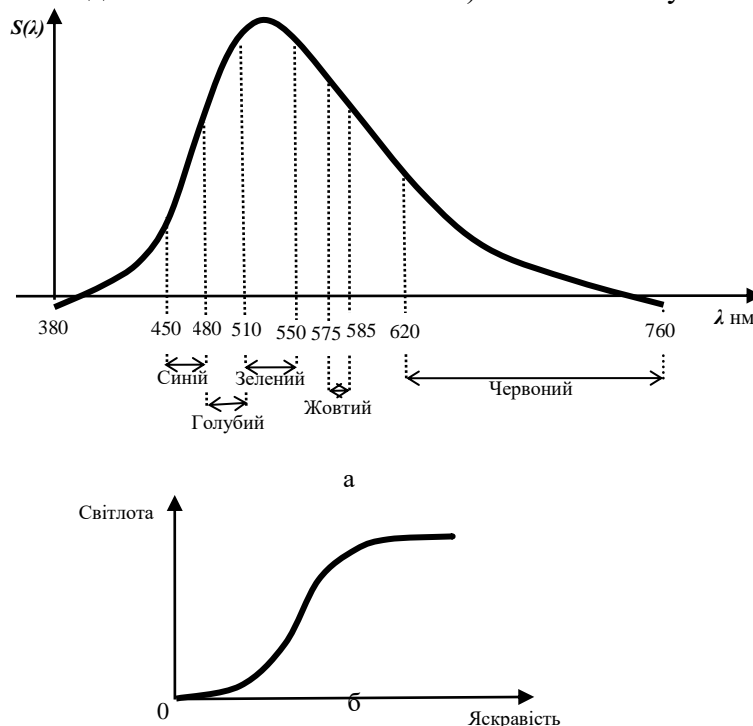 S(λ)
380
450 480 510 550 575 585 620 760
λ нм
Синій Зелений Червоний
Голубий Жовтий
а
Світлота
0
б
Яскравість